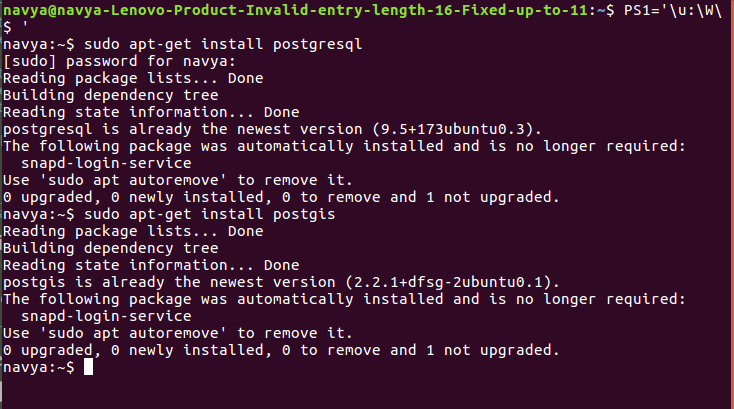 navya@navya-Lenovo-Product-Invalid-entry-length-16-Fixed-up-to-11:~$ PS1='\u:\W\
$ '
navya:~$ sudo apt-get install postgresql
[sudo] password for navya:
Reading package lists... Done
Building dependency tree
Reading state information... Done
postgresql is already the newest version (9.5+173ubuntu0.3).
The following package was automatically installed and is no longer required:
  snapd-login-service
Use 'sudo apt autoremove' to remove it.
0 upgraded, 0 newly installed, 0 to remove and 1 not upgraded.
navya:~$ sudo apt-get install postgis
Reading package lists... Done
Building dependency tree
Reading state information... Done
postgis is already the newest version (2.2.1+dfsg-2ubuntu0.1).
The following package was automatically installed and is no longer required:
  snapd-login-service
Use 'sudo apt autoremove' to remove it.
0 upgraded, 0 newly installed, 0 to remove and 1 not upgraded.
navya:~$